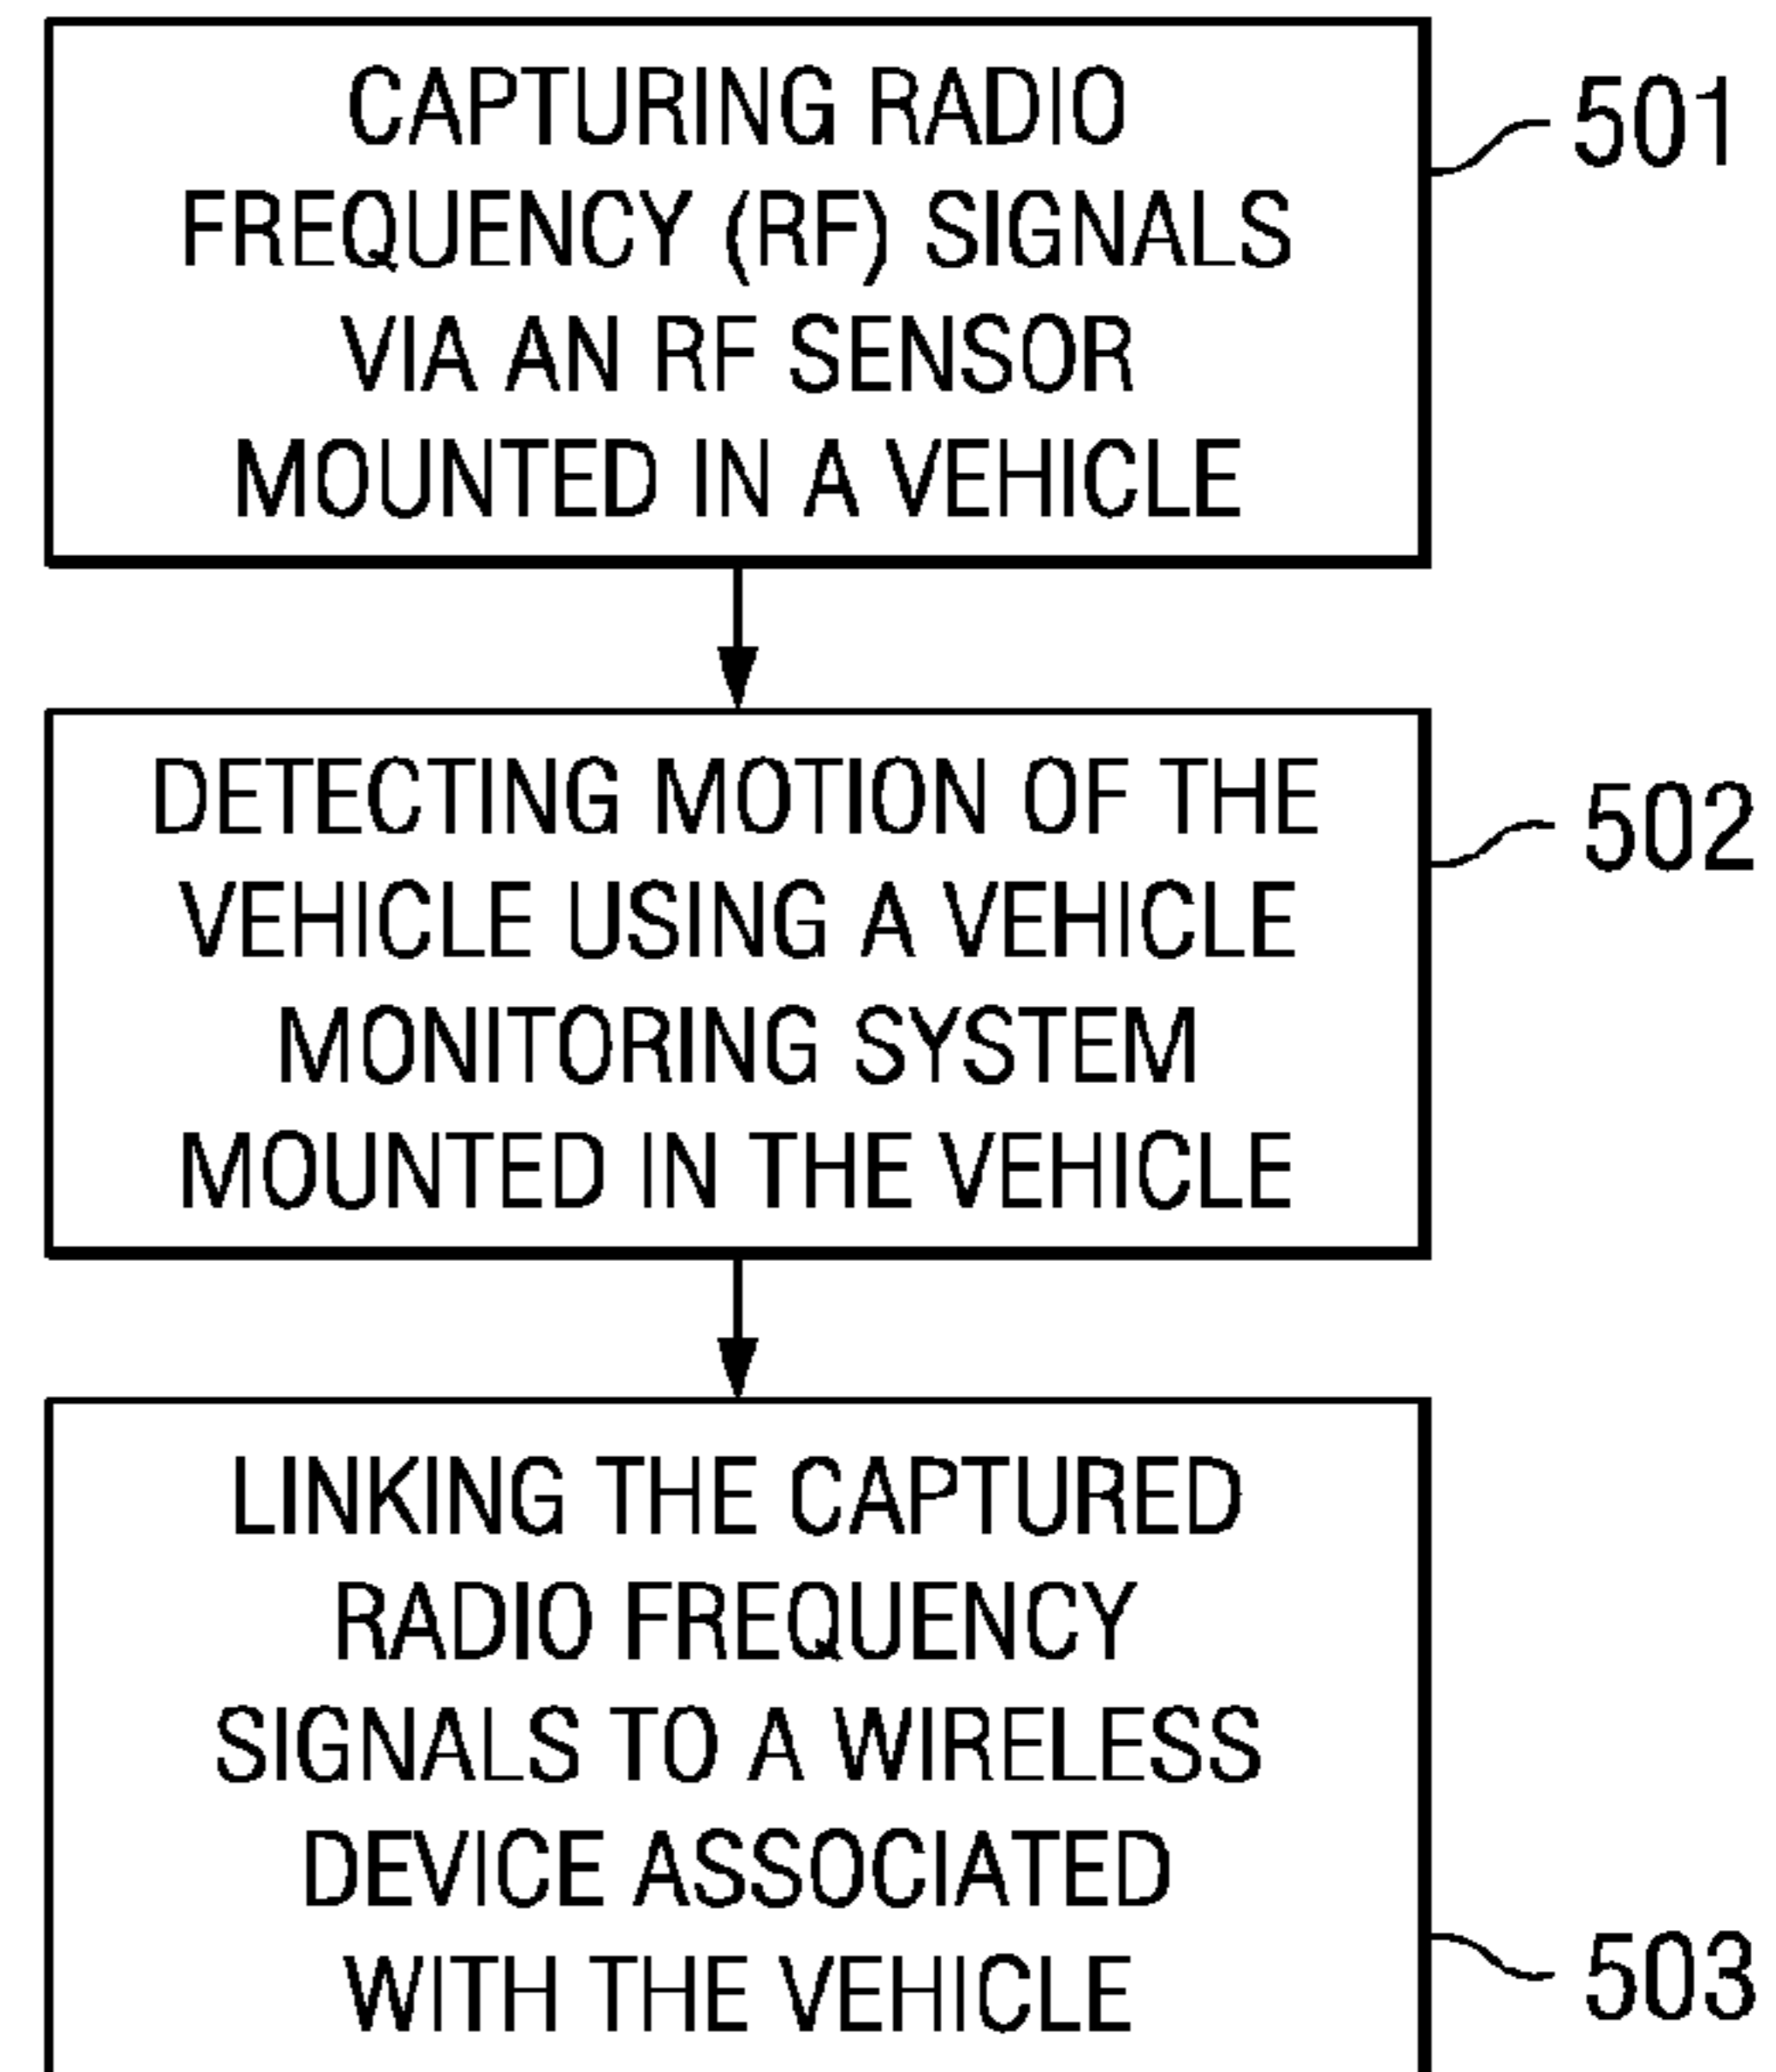 CAPTURING RADIO
FREQUENCY (RF) SIGNALS
VIA AN RF SENSOR
MOUNTED IN A VEHICLE
501
DETECTING MOTION OF THE
VEHICLE USING A VEHICLE
MONITORING SYSTEM
MOUNTED IN THE VEHICLE
502
LINKING THE CAPTURED
RADIO FREQUENCY
SIGNALS TO A WIRELESS
DEVICE ASSOCIATED
WITH THE VEHICLE
503